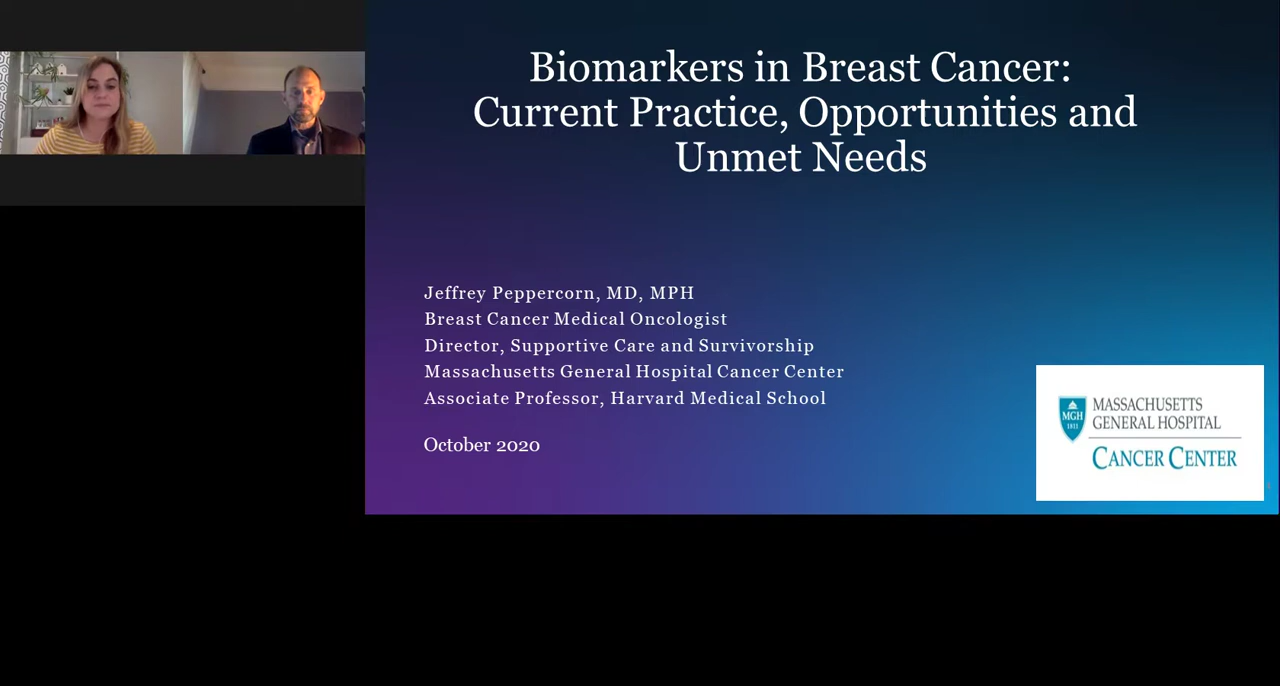 Biomarkers in Breast Cancer:
Current Practice, Opportunities and
Unmet Needs
Jeffrey Peppercorn, MD, MPH
Breast Cancer Medical Oncologist
Director, Supportive Care and Survivorship
Massachusetts General Hospital Cancer Center
Associate Professor, Harvard Medical School
October 2020
MGH
1811
MASSACHUSETTS
GENERAL HOSPITAL
CANCER CENTER